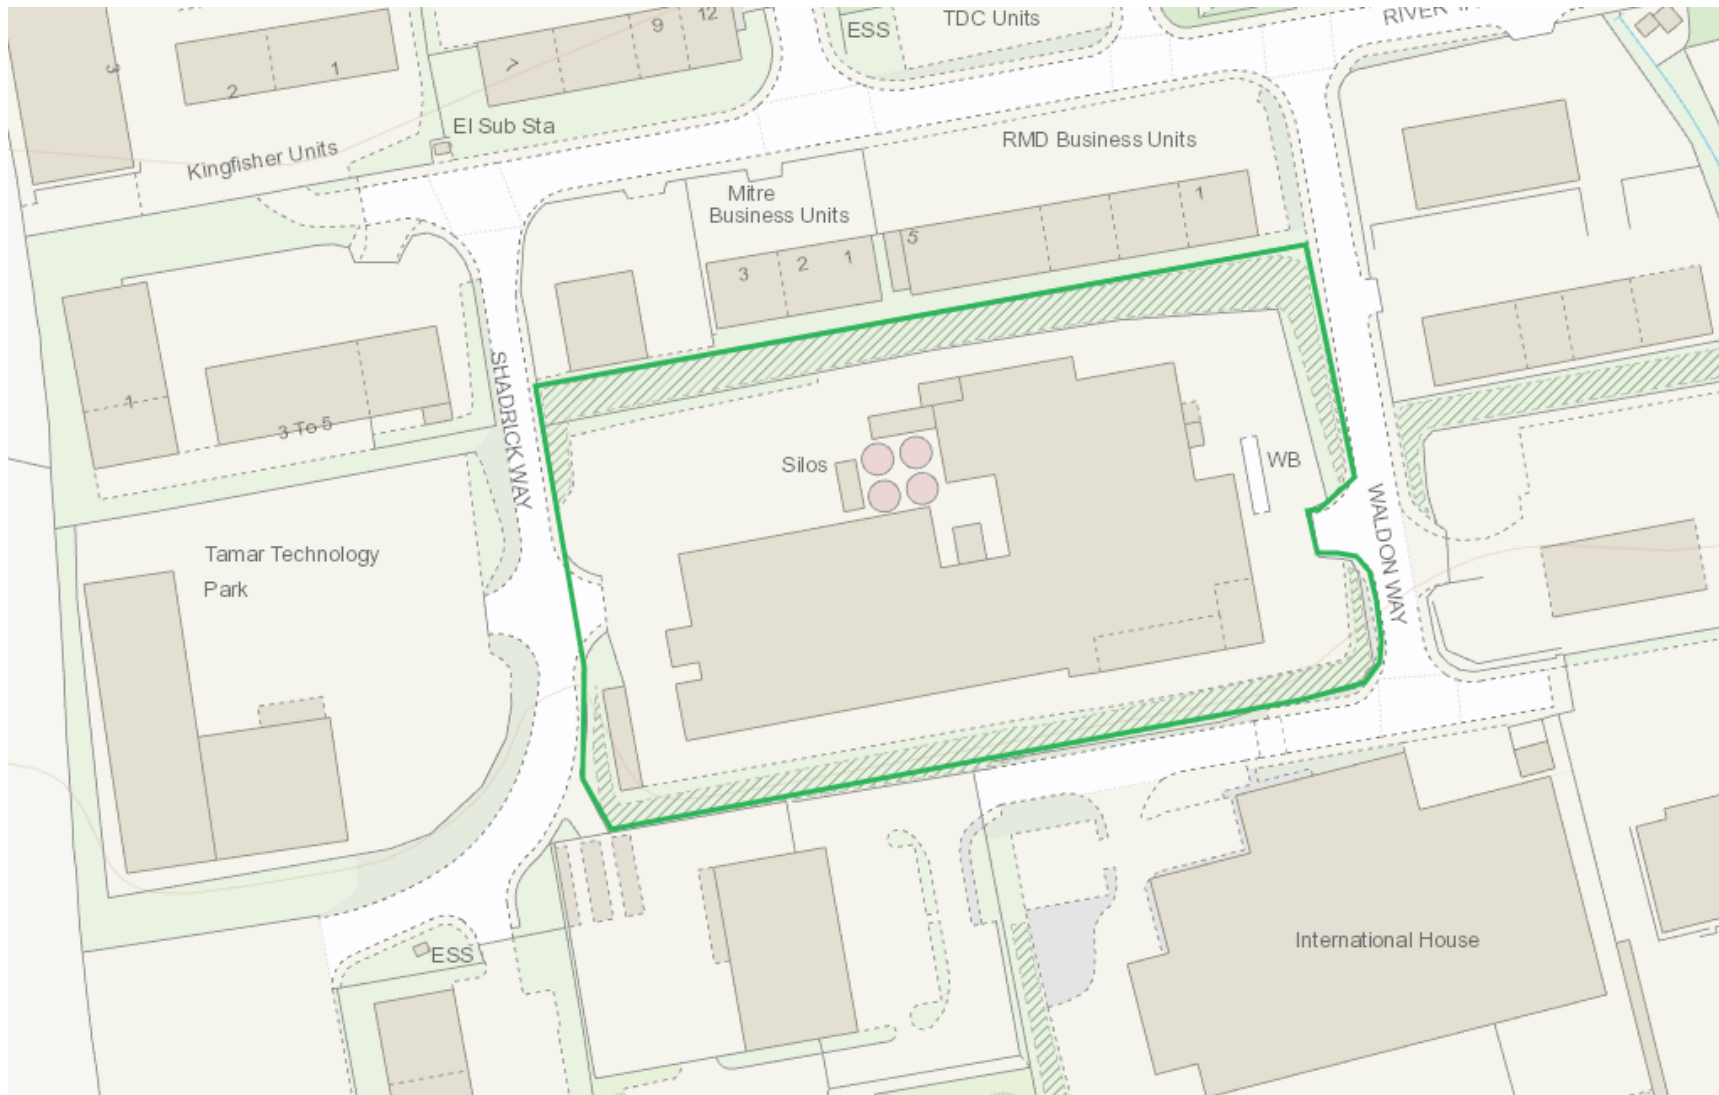 12
9
TDC Units
RIVER
ESS
3
2
1
7
El Sub Sta
Kingfisher Units
RMD Business Units
Mitre
Business Units
1
5
3
2
1
SHADRICK WAY
1
3 To 5
Silos
WB
WALDON WAY
Tamar Technology
Park
International House
ESS